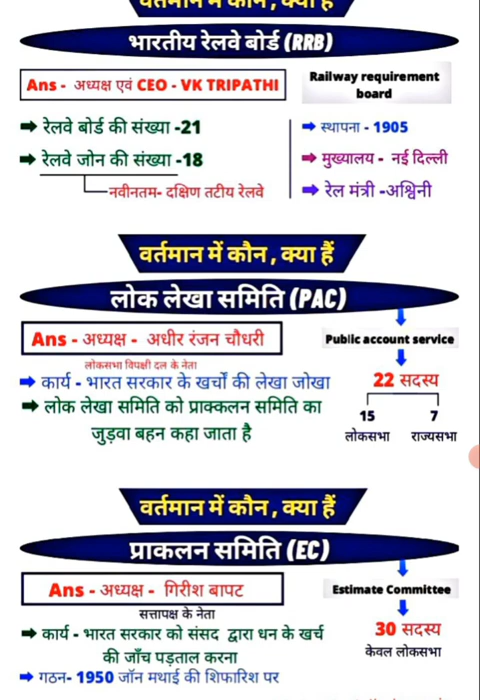 वर्तमान में कौन, क्या हैं
भारतीय रेलवे बोर्ड (RRB)
Ans - अध्यक्ष एवं CEO - VK TRIPATHI
Railway requirement
board
➡ रेलवे बोर्ड की संख्या -21
➡ रेलवे जोन की संख्या -18
नवीनतम- दक्षिण तटीय रेलवे
➡ स्थापना - 1905
➡ मुख्यालय - नई दिल्ली
➡ रेल मंत्री -अश्विनी
वर्तमान में कौन , क्या हैं
लोक लेखा समिति (PAC)
Ans - अध्यक्ष - अधीर रंजन चौधरी
लोकसभा विपक्षी दल के नेता
Public account service
➡ कार्य - भारत सरकार के खर्चों की लेखा जोखा
➡ लोक लेखा समिति को प्राक्कलन समिति का
जुड़वा बहन कहा जाता है
22 सदस्य
15 7
लोकसभा राज्यसभा
वर्तमान में कौन , क्या हैं
प्राकलन समिति (EC)
Ans - अध्यक्ष - गिरीश बापट
सत्तापक्ष के नेता
Estimate Committee
➡ कार्य - भारत सरकार को संसद द्वारा धन के खर्च
की जाँच पड़ताल करना
➡ गठन- 1950 जॉन मथाई की शिफारिश पर
30 सदस्य
केवल लोकसभा